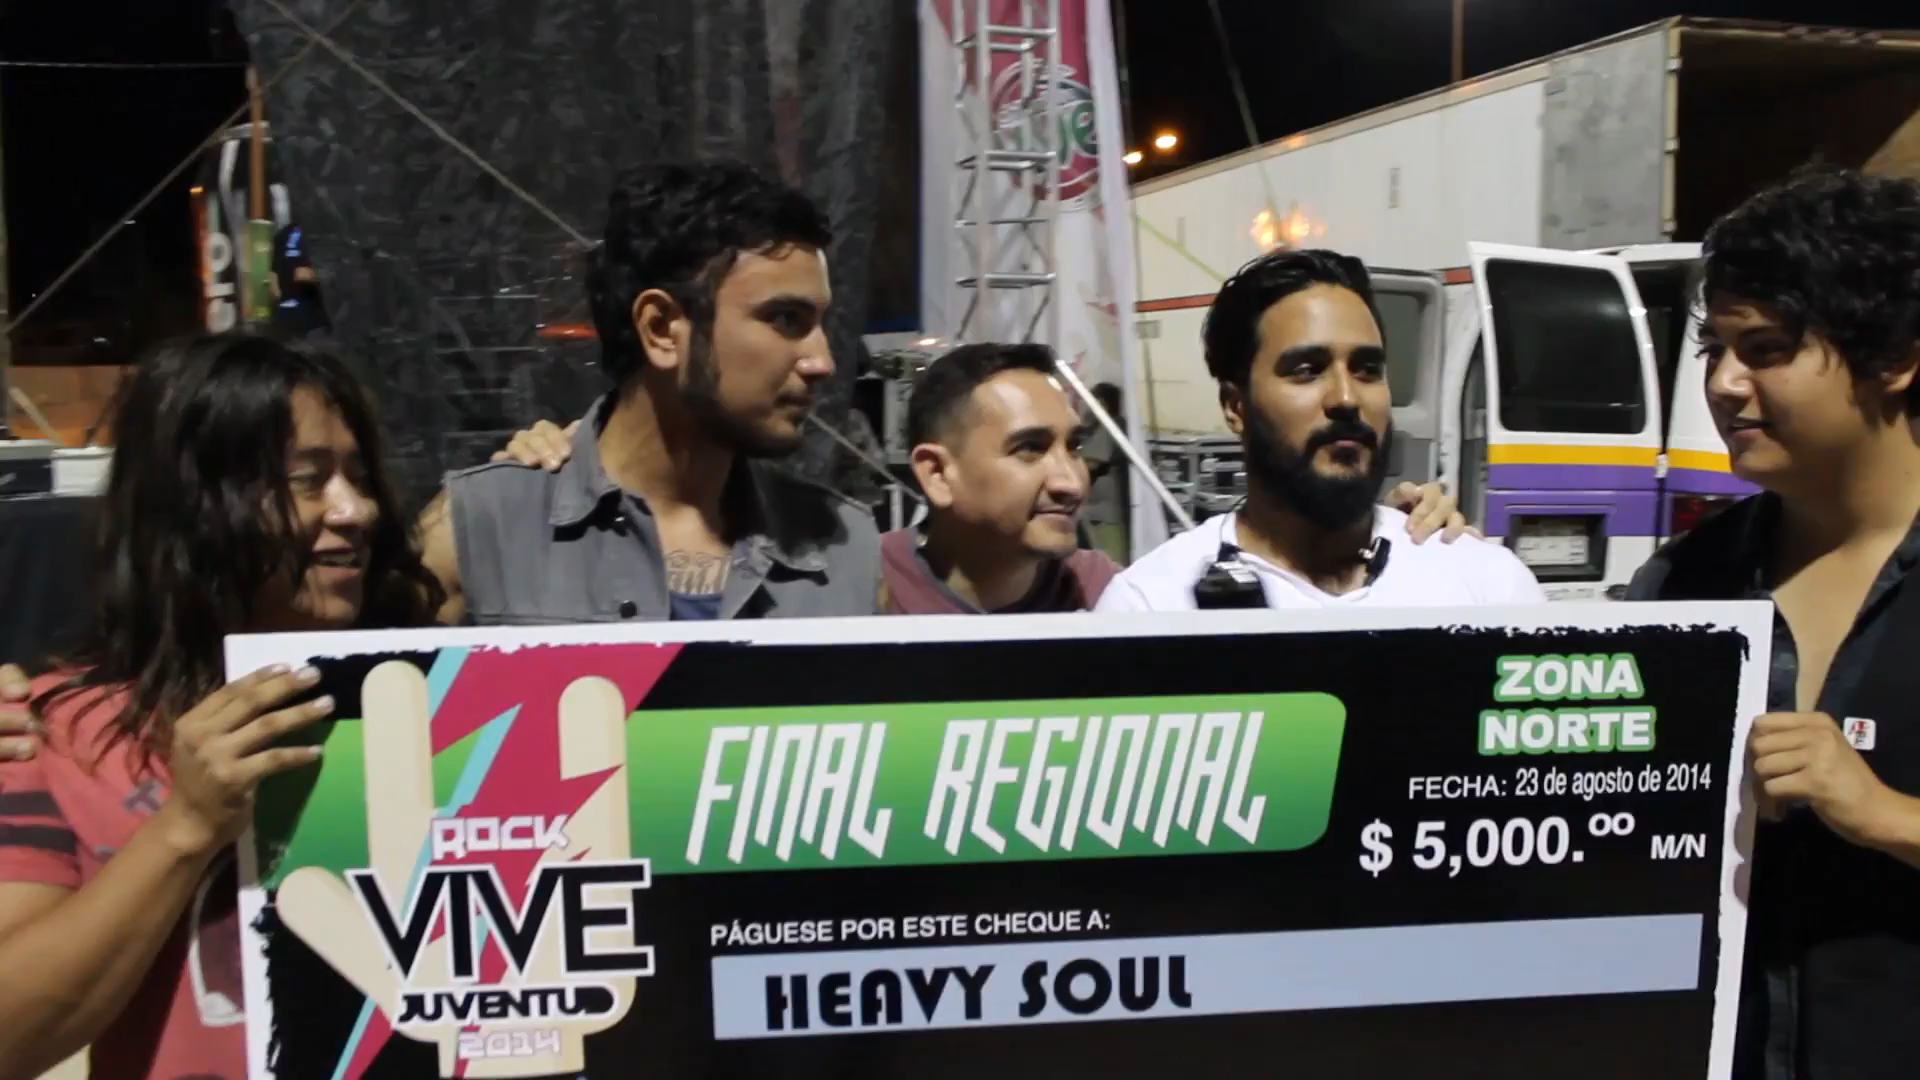 ZONA
NORTE
FINAL REGIONAL
FECHA: 23 de agosto de 2014
$ 5,000.00 M/N
ROCK
VIVE
JUVENTUD
2014
PÁGUESE POR ESTE CHEQUE A:
HEAVY SOUL